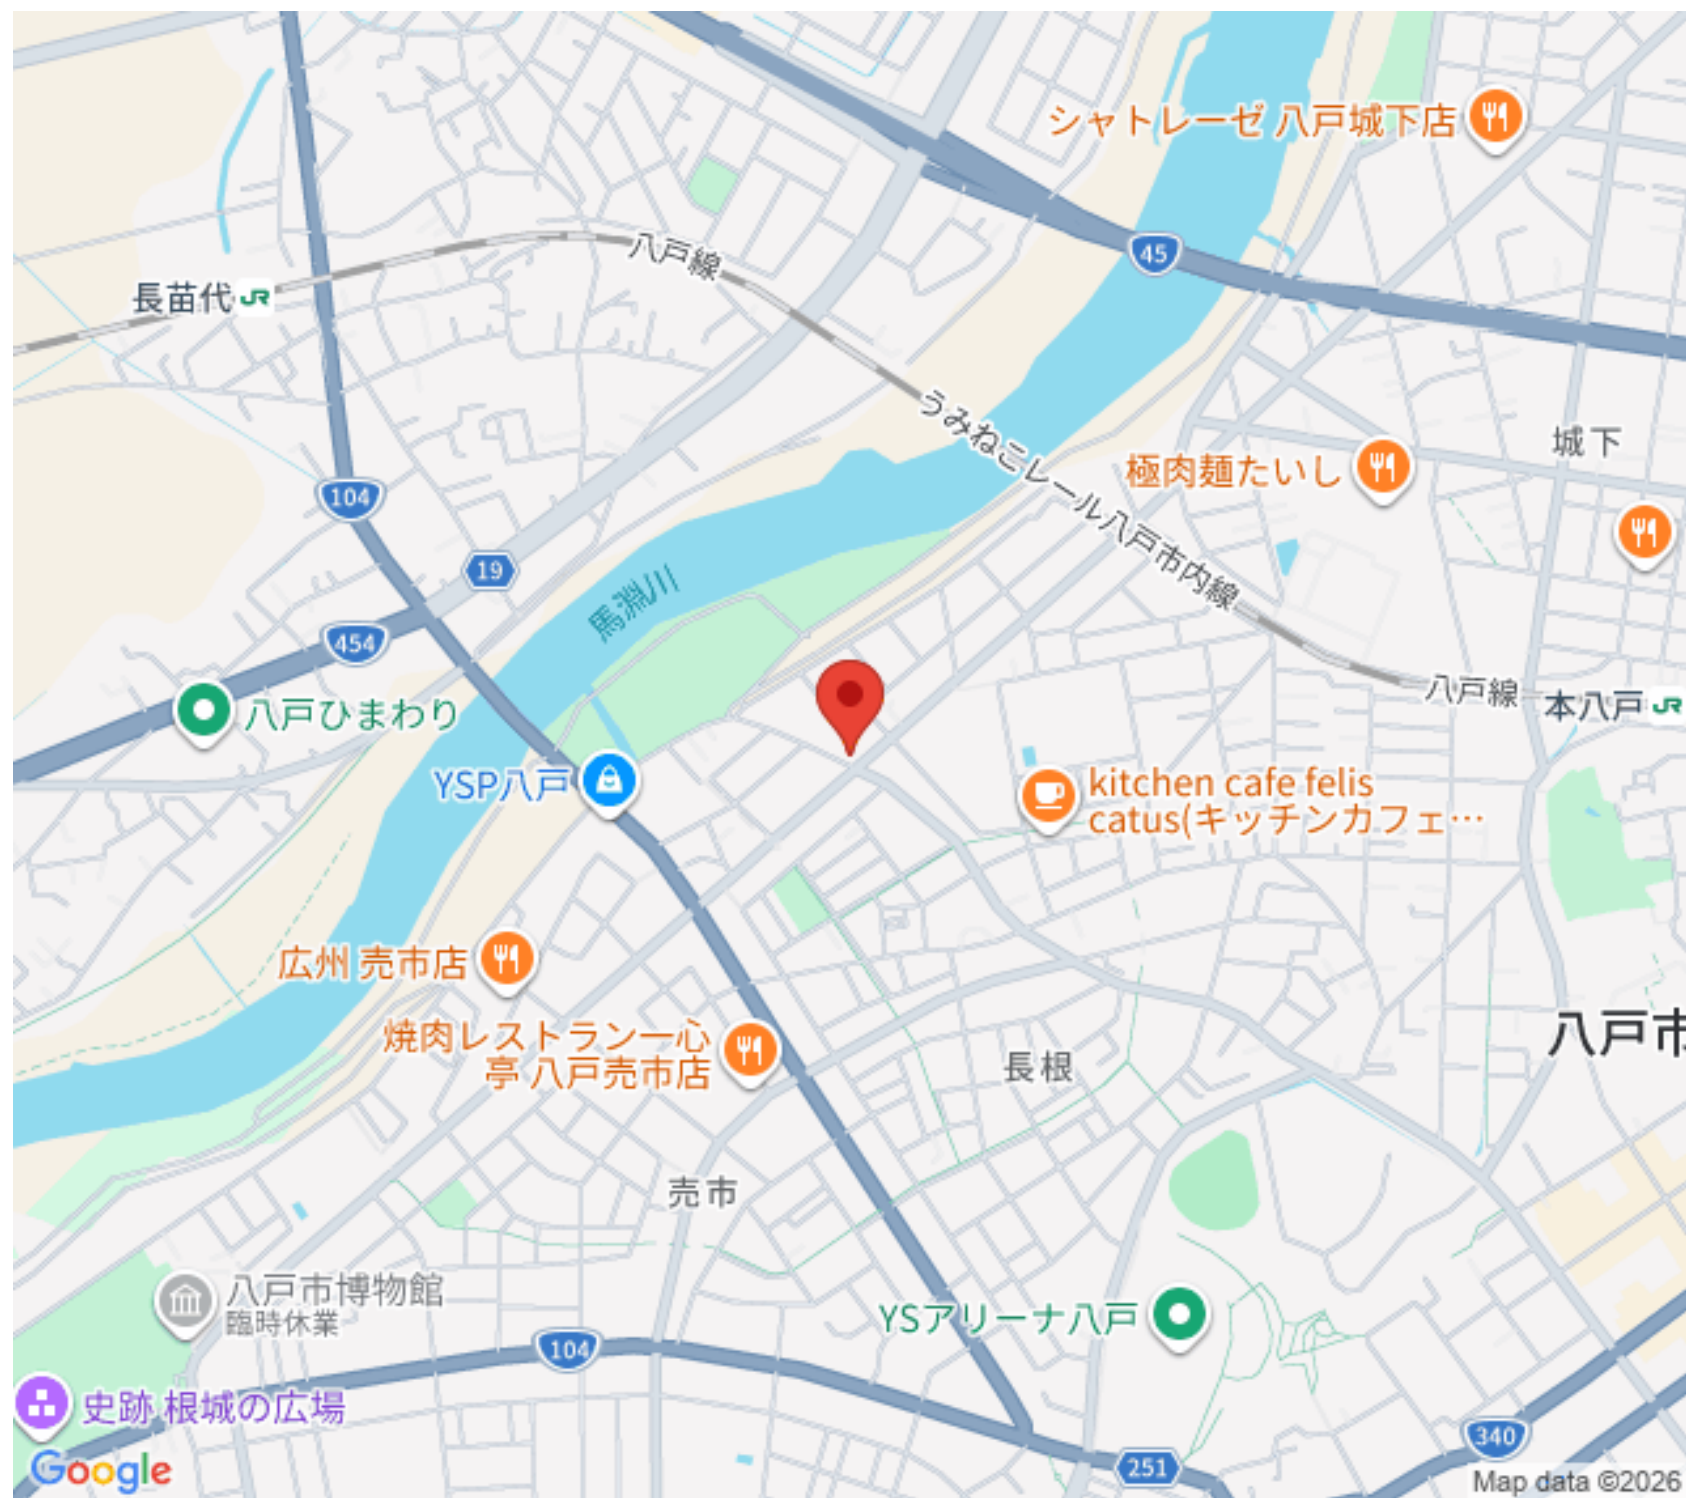 シャトレーゼ 八戸城下店
45
八戸線
長苗代 JR
うみねこレール八戸市内線
城下
極肉麺たいし
104
19
馬淵川
454
八戸ひまわり
八戸線
本八戸 JR
YSP八戸
kitchen cafe felis
catus(キッチンカフェ…
広州 売市店
焼肉レストラン一心
亭 八戸売市店
八戸市
長根
売市
八戸市博物館
臨時休業
YSアリーナ八戸
104
史跡 根城の広場
340
251
Google
Map data ©2026